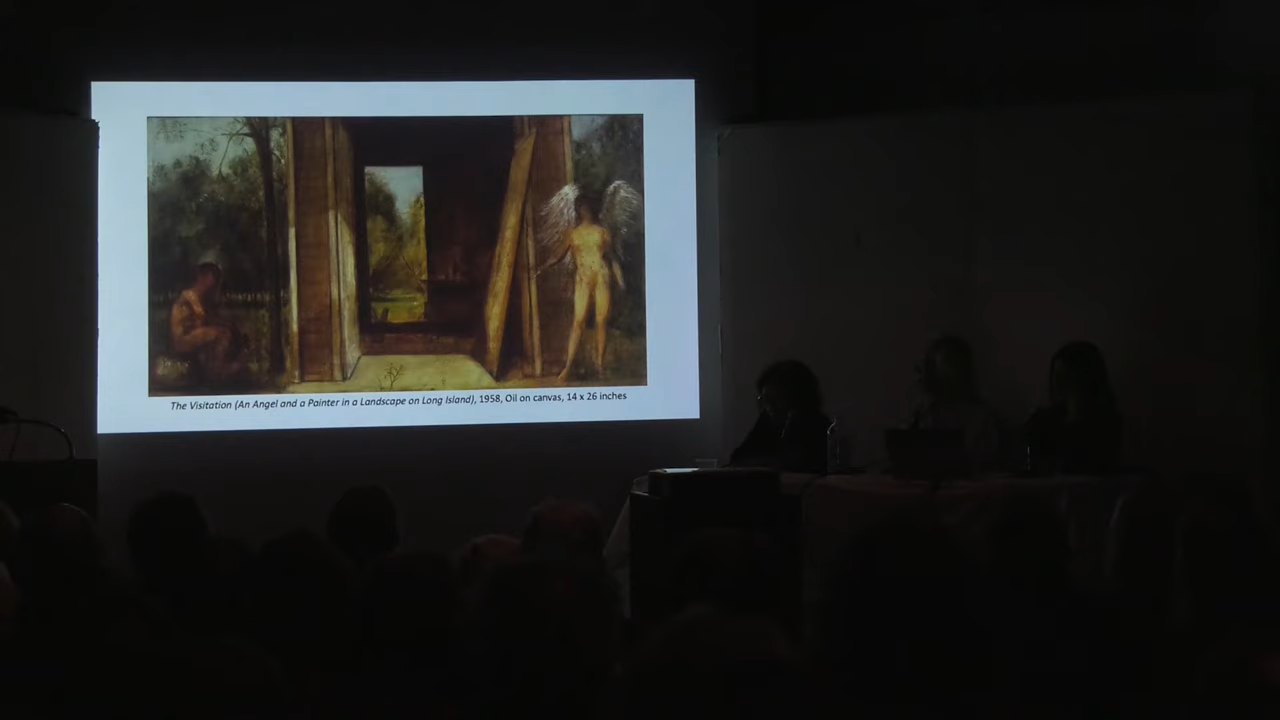 The Visitation (An Angel and a Painter in a Landscape on Long Island), 1958, Oil on canvas, 14 x 26 inches